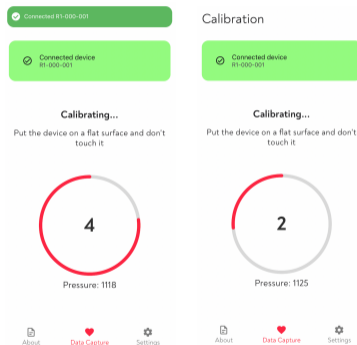 Connected R1-000-001
Connected device
R1-000-001
Calibrating...
Put the device on a flat surface and don't
touch it
4
Pressure: 1118
About
Data Capture
Settings
Calibration
Connected device
R1-000-001
Calibrating...
Put the device on a flat surface and don't
touch it
2
Pressure: 1125
About
Data Capture
Settings